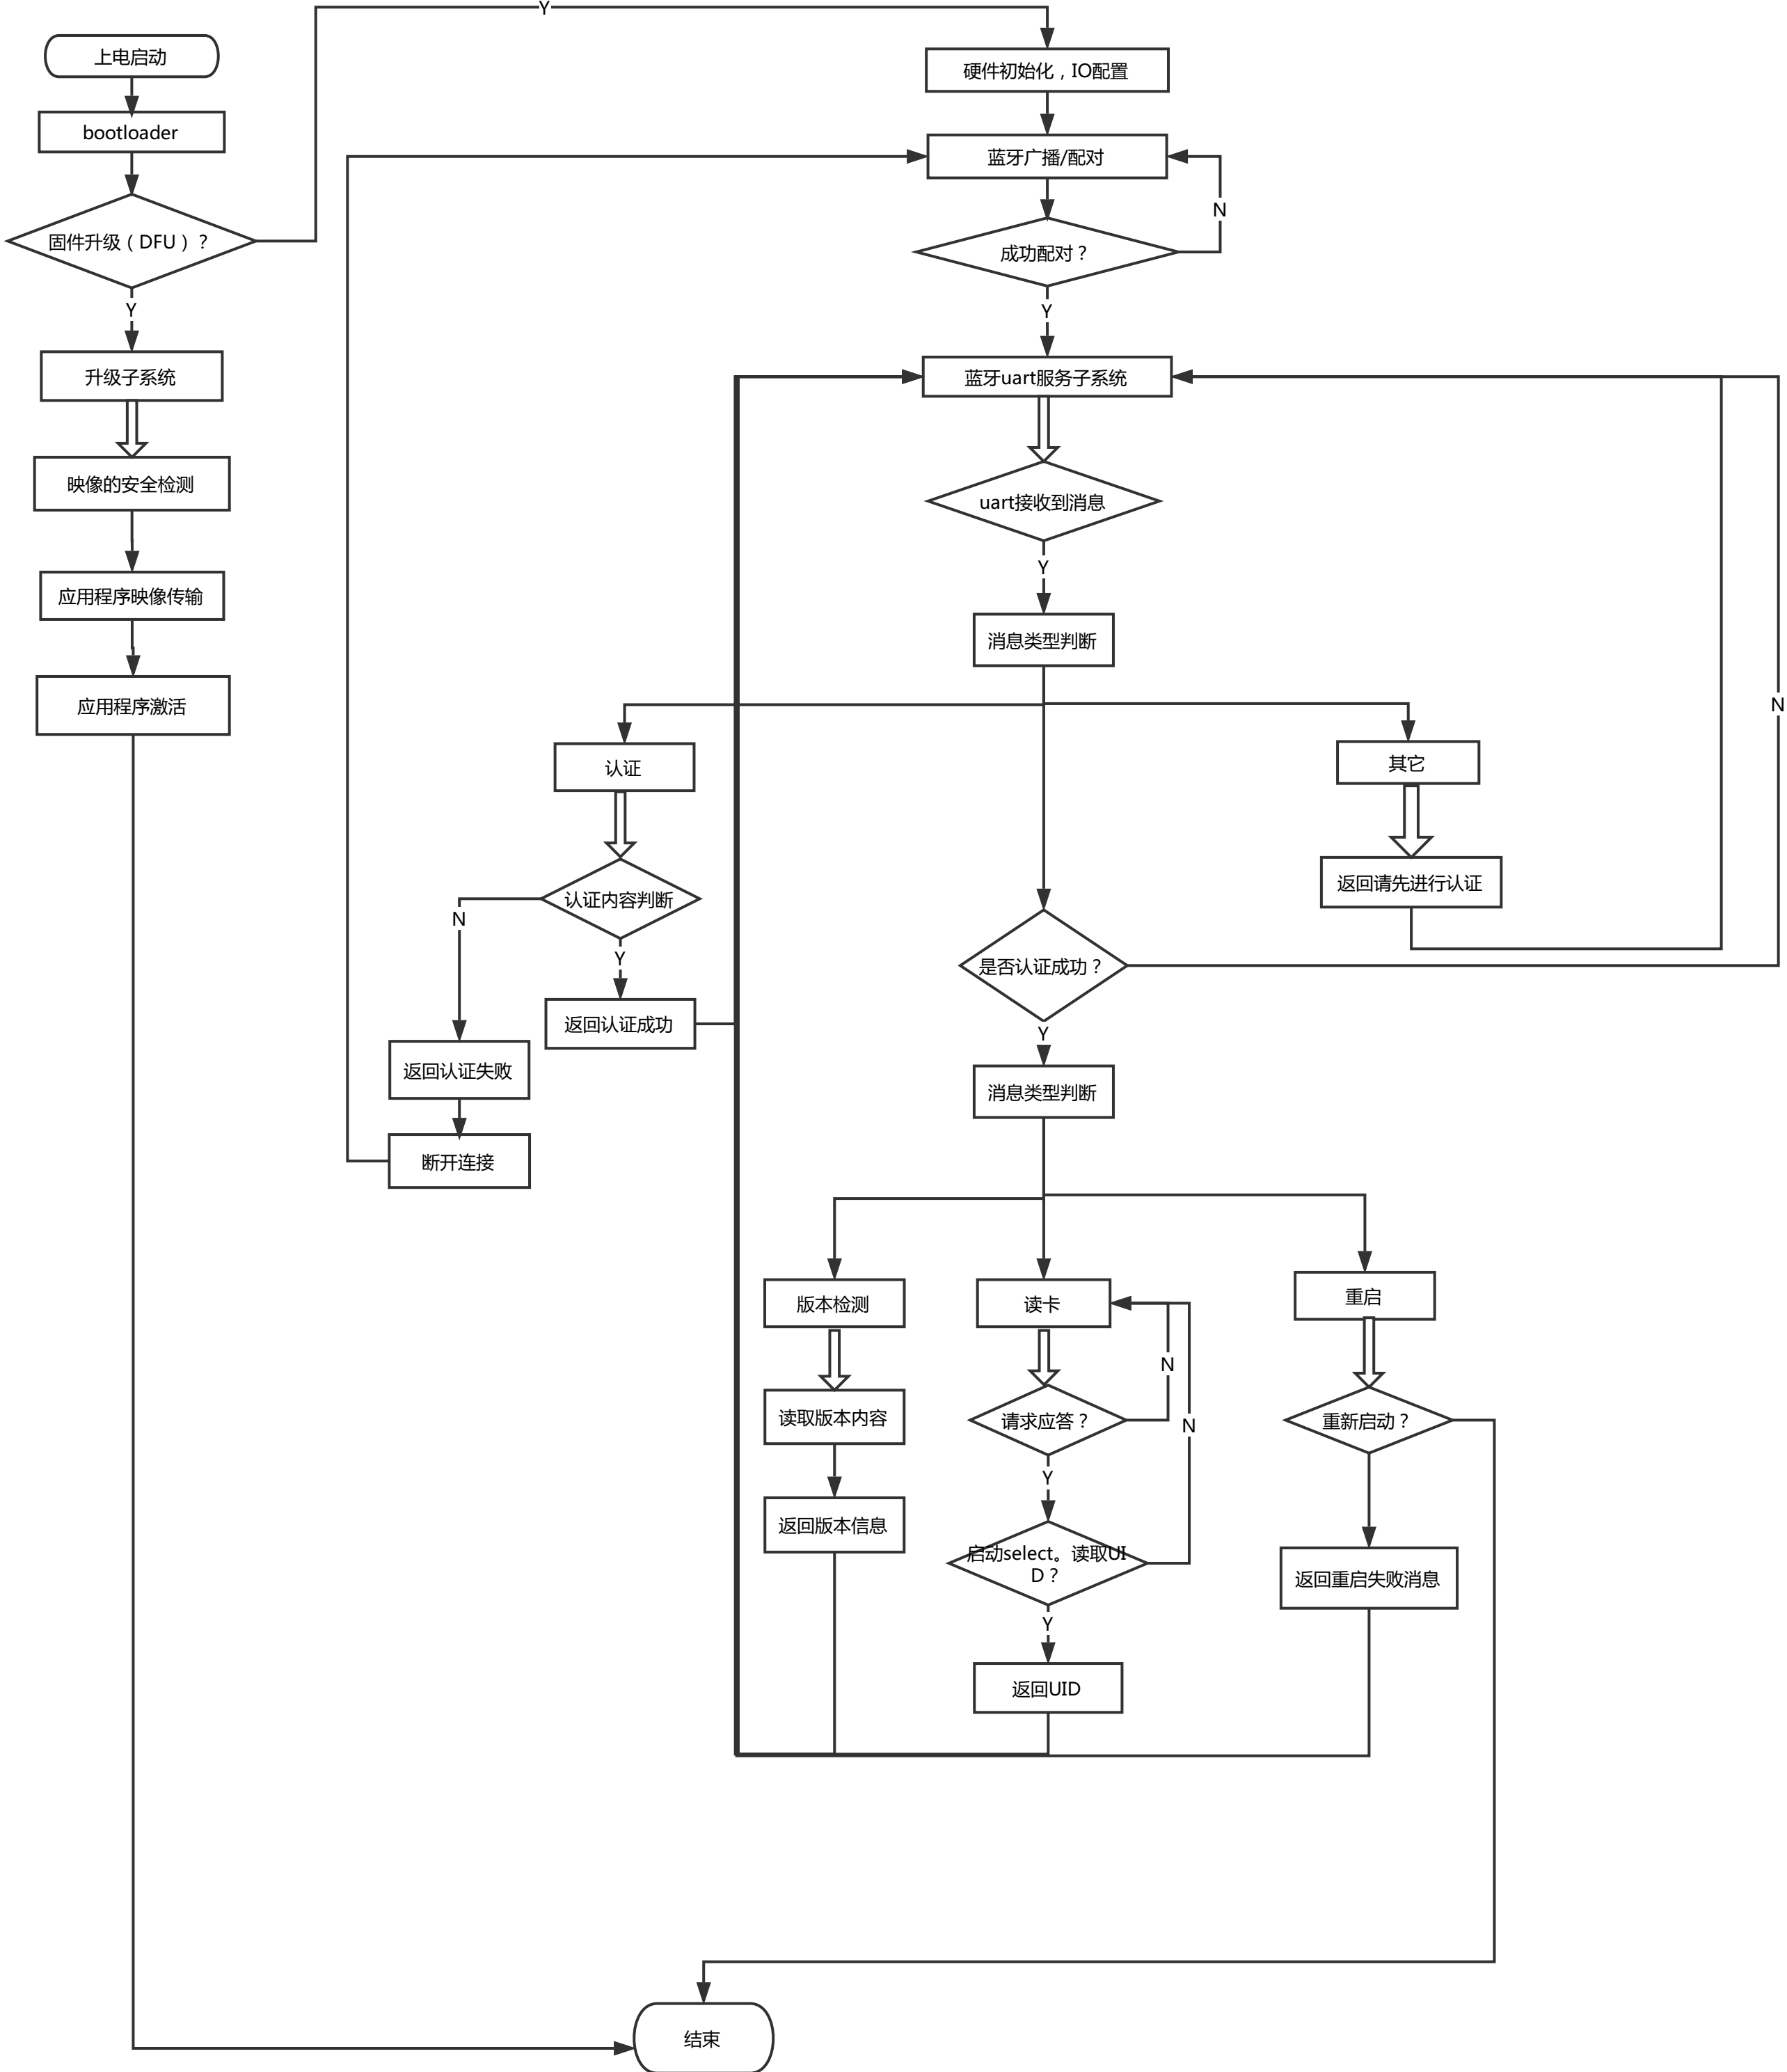 Y
上电启动
硬件初始化，IO配置
bootloader
蓝牙广播/配对
N
固件升级（DFU）？
成功配对？
Y
Y
升级子系统
蓝牙uart服务子系统
映像的安全检测
uart接收到消息
Y
应用程序映像传输
消息类型判断
应用程序激活
N
认证
其它
返回请先进行认证
认证内容判断
N
Y
是否认证成功？
返回认证成功
Y
返回认证失败
消息类型判断
断开连接
版本检测
读卡
重启
N
读取版本内容
请求应答？
N
重新启动？
Y
返回版本信息
启动select。读取UI
D？
返回重启失败消息
Y
返回UID
结束